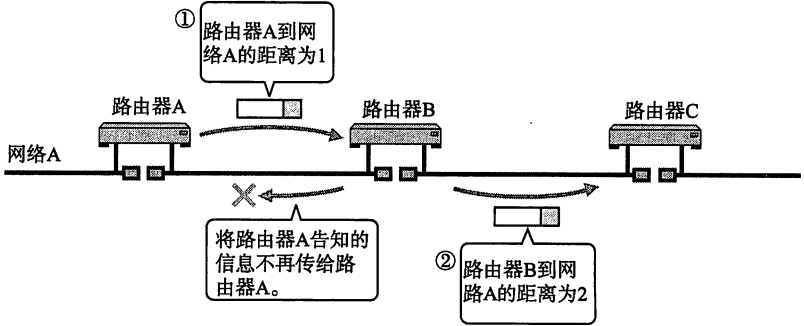 ①
路由器A到网
络A的距离为1
路由器A
路由器B
路由器C
网络A
将路由器A告知的
信息不再传给路
由器A。
②
路由器B到网
路A的距离为2